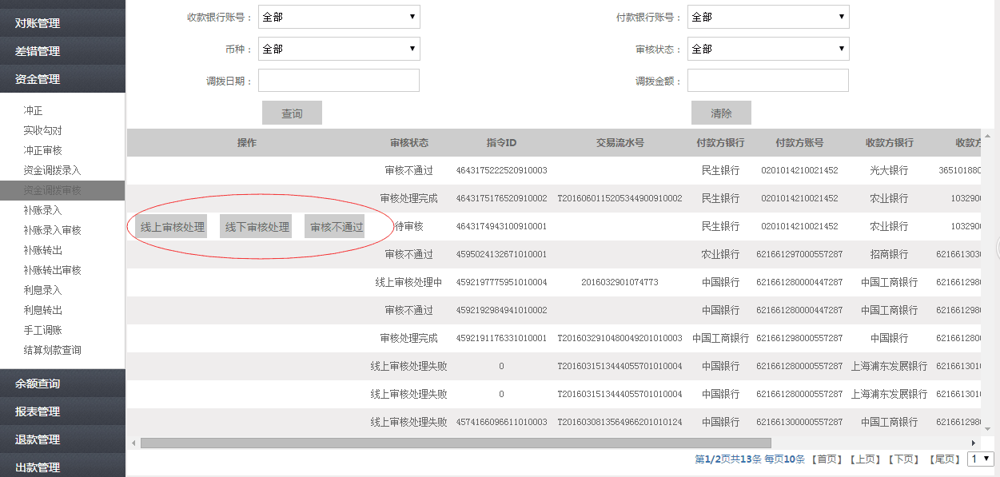 对账管理
差错管理
资金管理
冲正
实收勾对
冲正审核
资金调拨录入
资金调拨审核
补账录入
补账录入审核
补账转出
补账转出审核
利息录入
利息转出
手工调账
结算划款查询
余额查询
报表管理
退款管理
出款管理
收款银行账号： 全部 付款银行账号： 全部
币种： 全部 审核状态： 全部
调拨日期： 调拨金额：
查询 清除
操作 审核状态 指令ID 交易流水号 付款方银行 付款方账号 收款方银行 收款方
审核不通过 4643175222520910003 民生银行 0201014210021452 光大银行 365101880
审核处理完成 4643175176520910002 T2016060115205344900910002 民生银行 0201014210021452 农业银行 1032900
线上审核处理 线下审核处理 审核不通过 待审核 4643174943100910001 民生银行 0201014210021452 农业银行 1032900
审核不通过 4595024132671010001 农业银行 621661297000557287 招商银行 6216613030
线上审核处理中 4592197775951010004 2016032901074773 中国银行 621661280000447287 中国工商银行 6216612980
审核不通过 4592192984941010002 中国银行 621661280000447287 中国工商银行 6216612980
审核处理完成 4592191176331010001 T2016032910480049201010003 中国工商银行 621661298000557287 中国银行 6216612800
线上审核处理失败 0 T2016031513444055701010004 中国银行 621661280000557287 上海浦东发展银行 6216613010
线上审核处理失败 0 T2016031513444055701010004 中国银行 621661280000557287 上海浦东发展银行 6216613010
线上审核处理失败 4574166096611010003 T2016030813564966201010124 中国银行 621661300000557287 中国工商银行 6216612980
第1/2页共13条 每页10条 【首页】【上页】【下页】 【尾页】 1